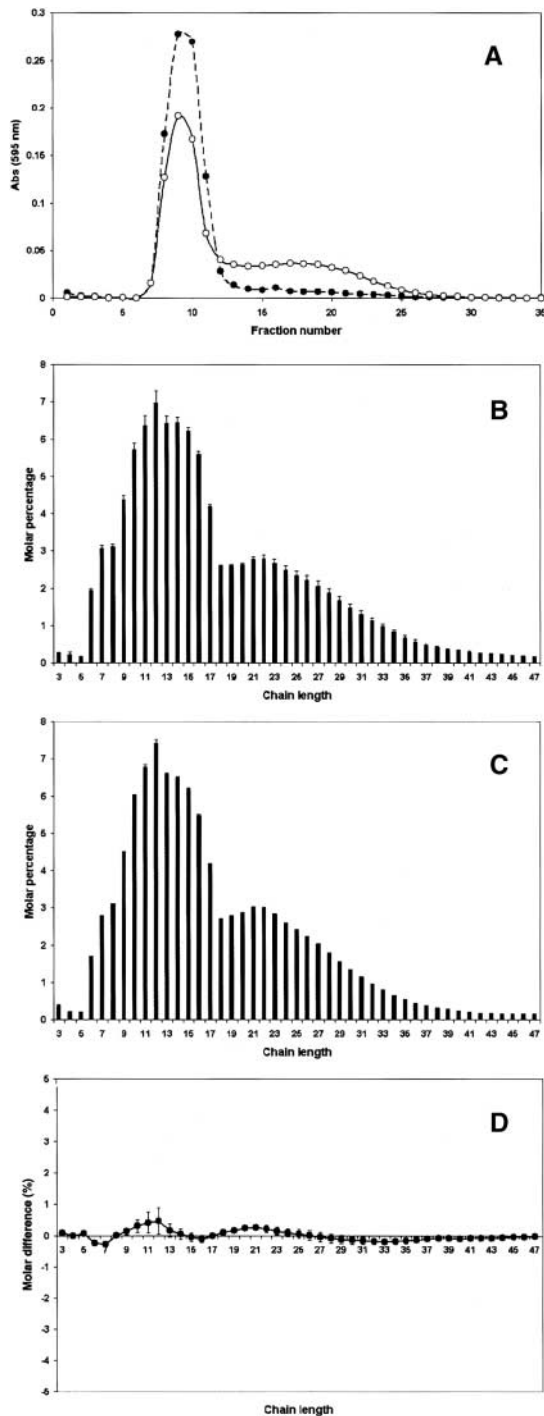 0.3
A
0.25
0.2
Abs (595 nm)
0.15
0.1
0.05
0
0 5 10 15 20 25 30 35
Fraction number
8
B
7
6
5
Molar percentage
4
3
2
1
0
3 5 7 9 11 13 15 17 19 21 23 25 27 29 31 33 35 37 39 41 43 45 47
Chain length
8
C
7
6
5
Molar percentage
4
3
2
1
0
3 5 7 9 11 13 15 17 19 21 23 25 27 29 31 33 35 37 39 41 43 45 47
Chain length
5
D
4
3
2
1
Molar difference (%)
0
3 5 7 9 11 13 15 17 19 21 23 25 27 29 31 33 35 37 39 41 43 45 47
-1
-2
-3
-4
-5
Chain length